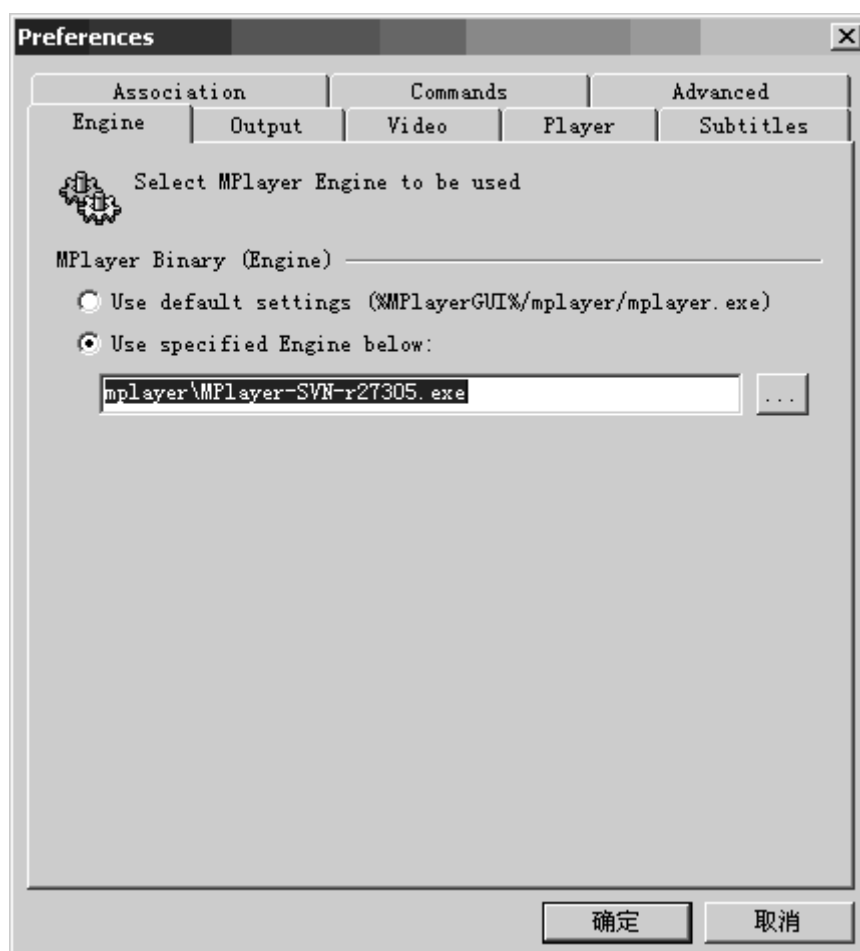 Preferences
Association Commands Advanced
Engine Output Video Player Subtitles
Select MPlayer Engine to be used
MPlayer Binary (Engine)
Use default settings (%MPlayerGUI%/mplayer/mplayer.exe)
Use specified Engine below:
mplayer\MPlayer-SVN-r27305.exe
...
确定 取消